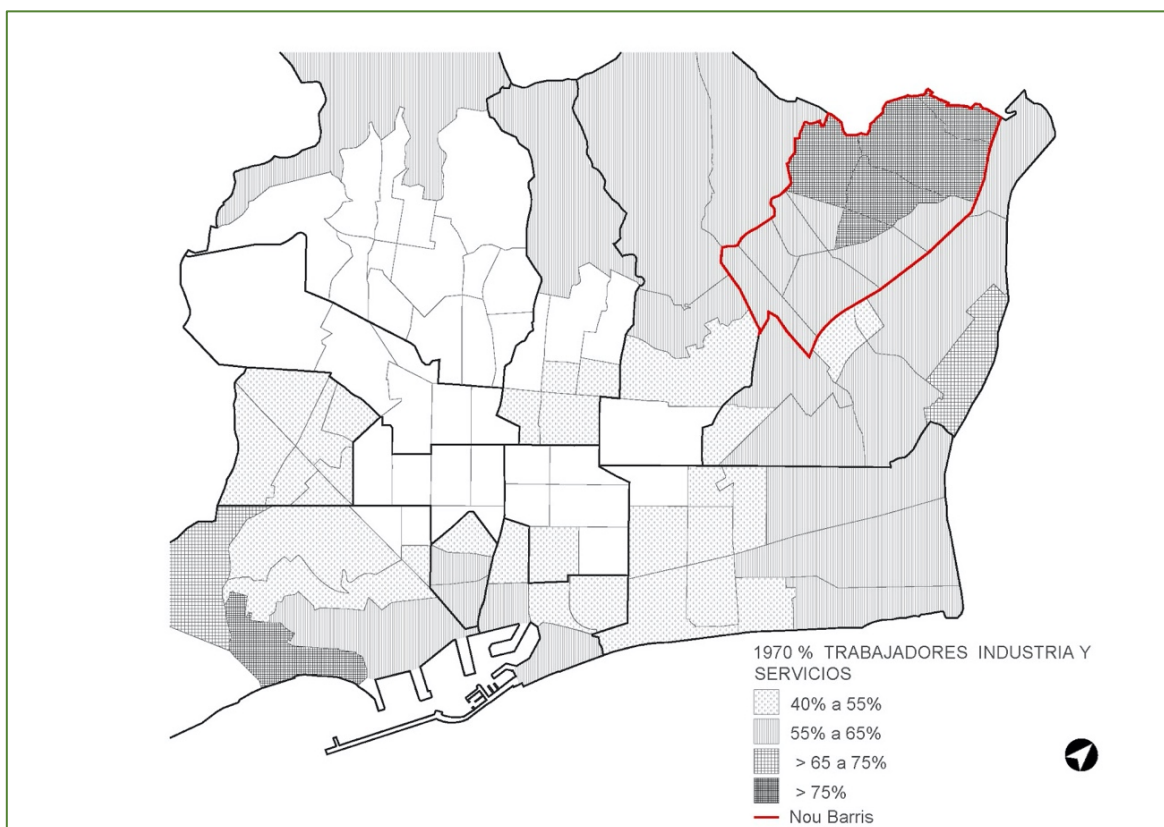 1970 % TRABAJADORES INDUSTRIA Y
SERVICIOS
40% a 55%
55% a 65%
> 65 a 75%
> 75%
Nou Barris